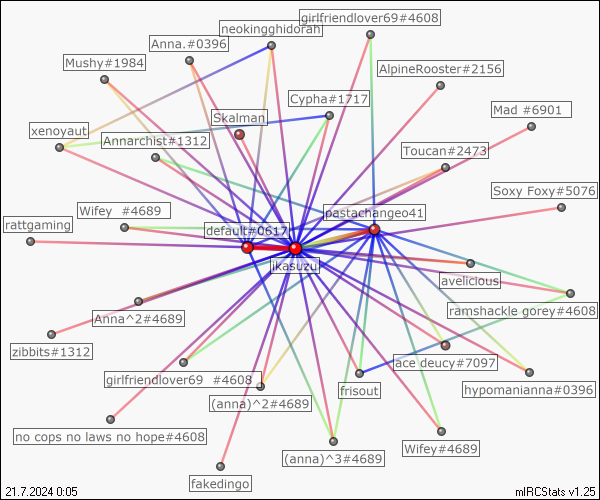 girlfriendlover69#4608
neokingghidorah
Anna.#0396
Mushy#1984
AlpineRooster#2156
Cypha#1717
Mad #6901
Skalman
xenoyaut
Annarchist#1312
Toucan#2473
Soxy Foxy#5076
Wifey #4689
pastachangeo41
rattgaming
default#0617
jikasuzu
avelicious
ramshackle gorey#4608
Anna^2#4689
zibbits#1312
ace deucy#7097
girlfriendlover69 #4608
frisout
hypomanianna#0396
(anna)^2#4689
no cops no laws no hope#4608
Wifey#4689
(anna)^3#4689
fakedingo
21.7.2024 0:05
mIRCStats v1.25